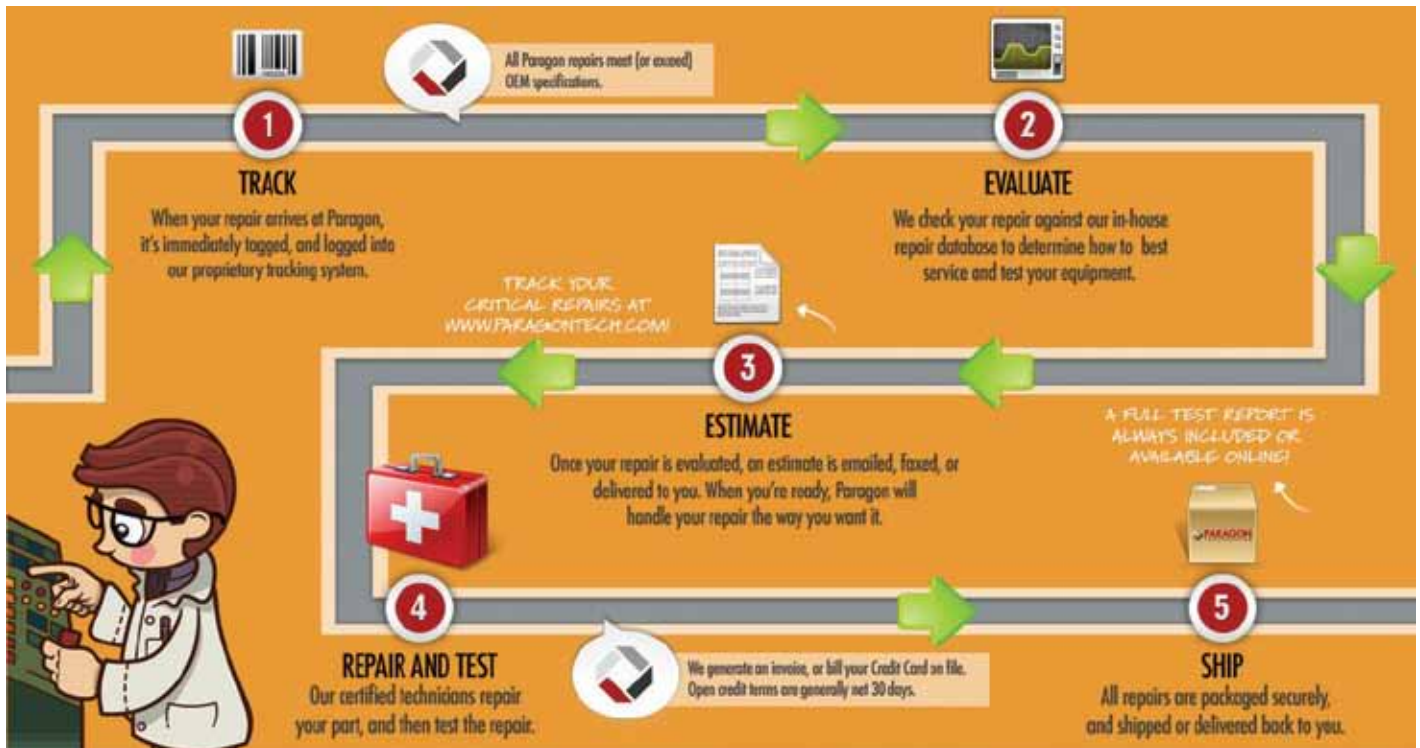 All Paragon repairs meet (or exceed)
OEM specifications.
1
2
TRACK
When your repair arrives at Paragon,
it's immediately tagged, and logged into
our proprietary tracking system.
EVALUATE
We check your repair against our in-house
repair database to determine how to best
service and test your equipment.
TRACK YOUR
CRITICAL REPAIRS AT
WWW.PARAGONTECH.COM!
3
ESTIMATE
Once your repair is evaluated, an estimate is emailed, faxed, or
delivered to you. When you're ready, Paragon will
handle your repair the way you want it.
A FULL TEST REPORT IS
ALWAYS INCLUDED OR
AVAILABLE ONLINE!
PARAGON
4
5
REPAIR AND TEST
Our certified technicians repair
your part, and then test the repair.
We generate an invoice, or bill your Credit Card on file.
Open credit terms are generally net 30 days.
SHIP
All repairs are packaged securely,
and shipped or delivered back to you.